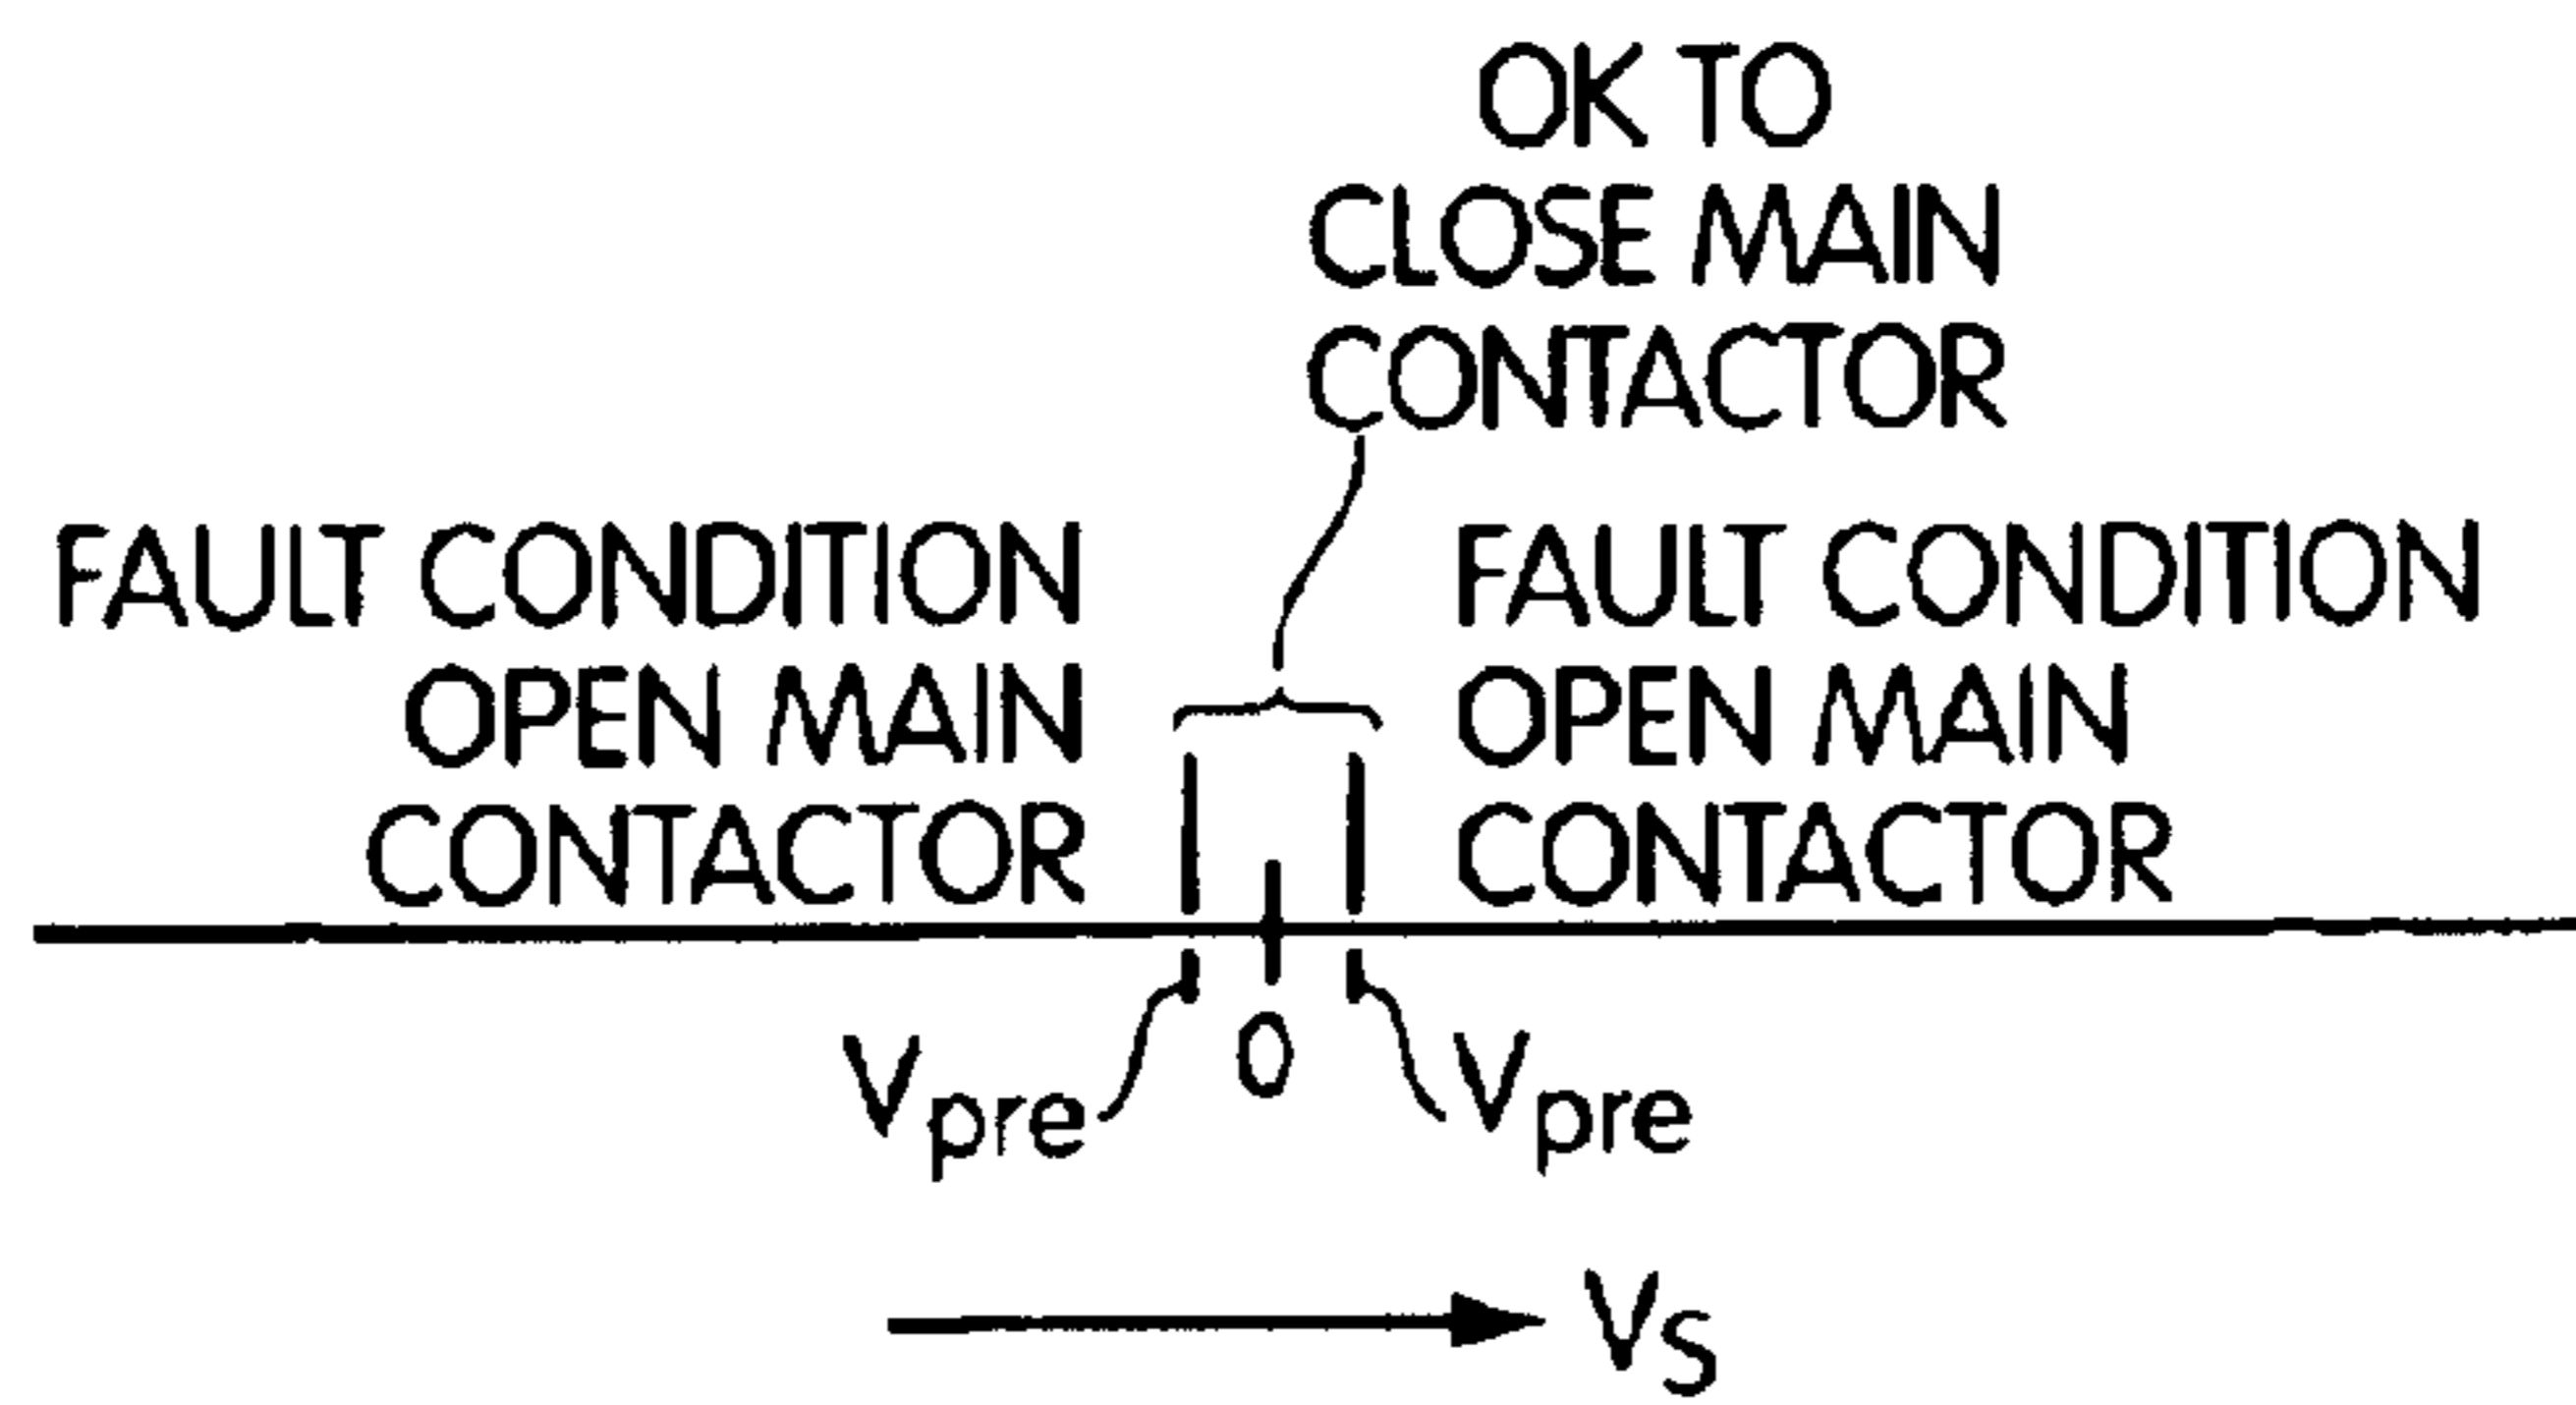 OK TO
CLOSE MAIN
CONTACTOR
FAULT CONDITION
OPEN MAIN
CONTACTOR
FAULT CONDITION
OPEN MAIN
CONTACTOR
Vpre
0
Vpre
VS